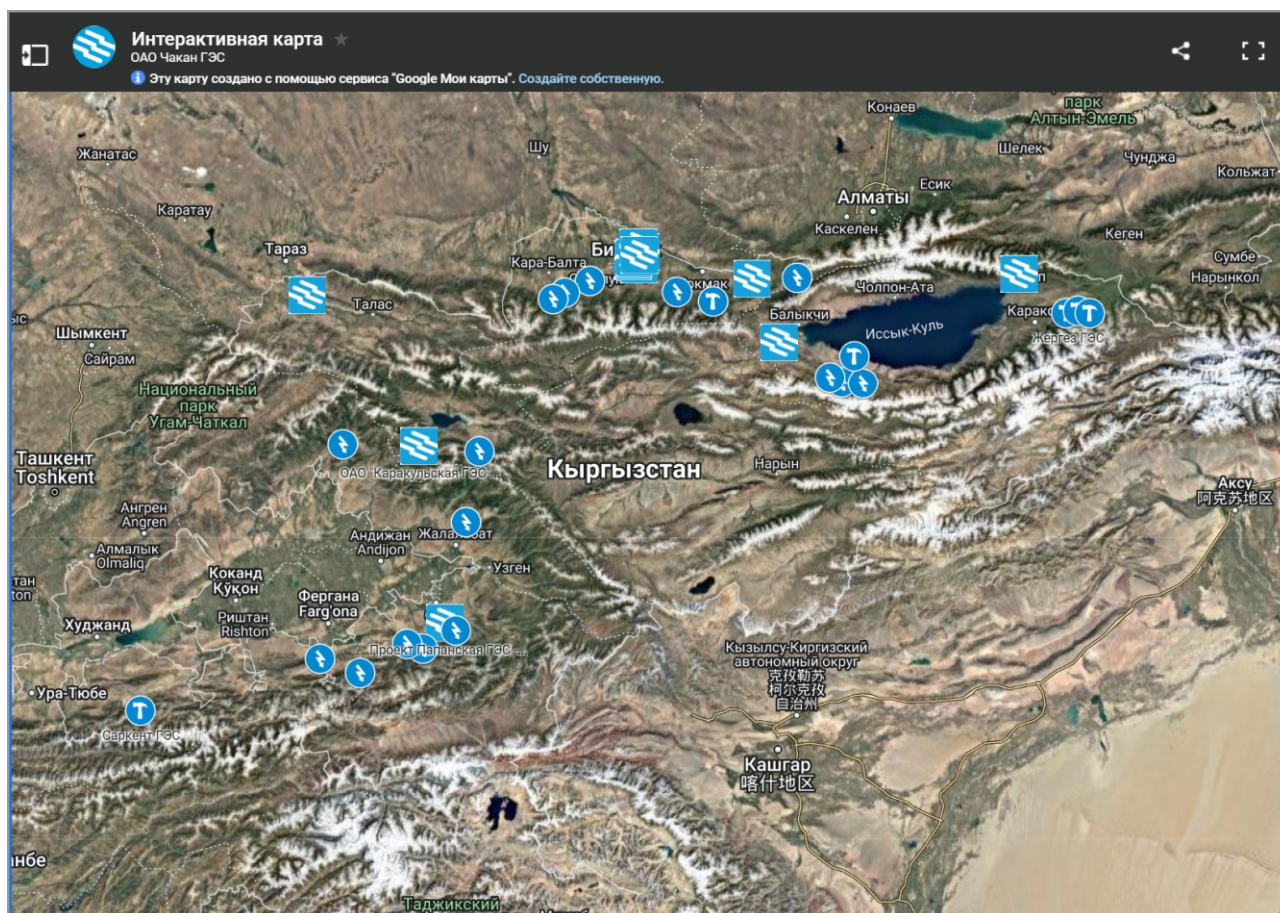 Интерактивная карта
ОАО Чакан ГЭС
Эту карту создано с помощью сервиса "Google Мои карты". Создайте собственную.
Конаев
парк
Алтын-Эмель
Жанатас
Шу
Шелек
Чунджа
Кольжат
Есик
Алматы
Каратау
Каскелен
Кеген
Тараз
Кара-Балта
Сумбе
Нарынкол
Чолпон-Ата
Талас
Балыкчи
Иссык-Куль
Жергез ГЭС
Шымкент
Сайрам
Национальный
парк
Угам-Чаткал
Ташкент
Toshkent
ОАО "Каракульская ГЭС ...
Кыргызстан
Нарын
Аксу
阿克苏地区
Ангрен
Angren
Андижан
Andijon
Алмалык
Olmaliq
Узген
Коканд
Қўқон
Фергана
Farg'ona
Худжанд
Риштан
Rishton
Проект Папанская ГЭС ...
Кызылсу-Киргизский
автономный округ
克孜勒苏
柯尔克孜
自治州
Ура-Тюбе
Саркент ГЭС
Кашгар
喀什地区
Таджикский